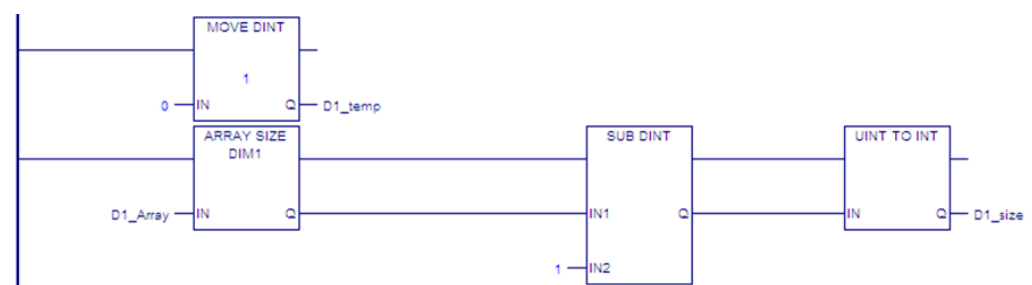 MOVE DINT
1
0 IN Q D1_temp
ARRAY SIZE DIM1
SUB DINT
UINT TO INT
D1_Array IN Q IN1 Q IN Q D1_size
1 IN2